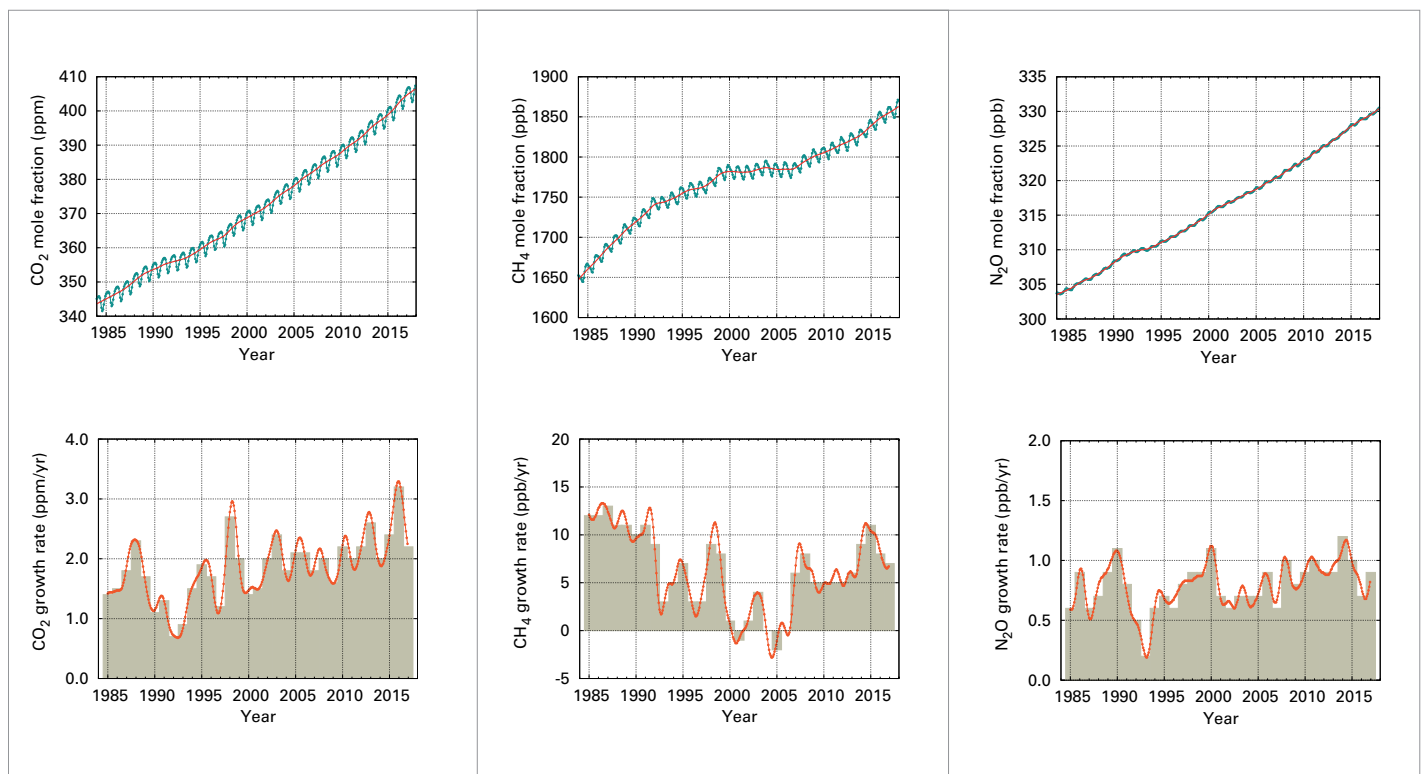 CO2 mole fraction (ppm)
410
400
390
380
370
360
350
340
1985 1990 1995 2000 2005 2010 2015
Year
CH4 mole fraction (ppb)
1900
1850
1800
1750
1700
1650
1600
1985 1990 1995 2000 2005 2010 2015
Year
N2O mole fraction (ppb)
335
330
325
320
315
310
305
300
1985 1990 1995 2000 2005 2010 2015
Year
CO2 growth rate (ppm/yr)
4.0
3.0
2.0
1.0
0.0
1985 1990 1995 2000 2005 2010 2015
Year
CH4 growth rate (ppb/yr)
20
15
10
5
0
-5
1985 1990 1995 2000 2005 2010 2015
Year
N2O growth rate (ppb/yr)
2.0
1.5
1.0
0.5
0.0
1985 1990 1995 2000 2005 2010 2015
Year